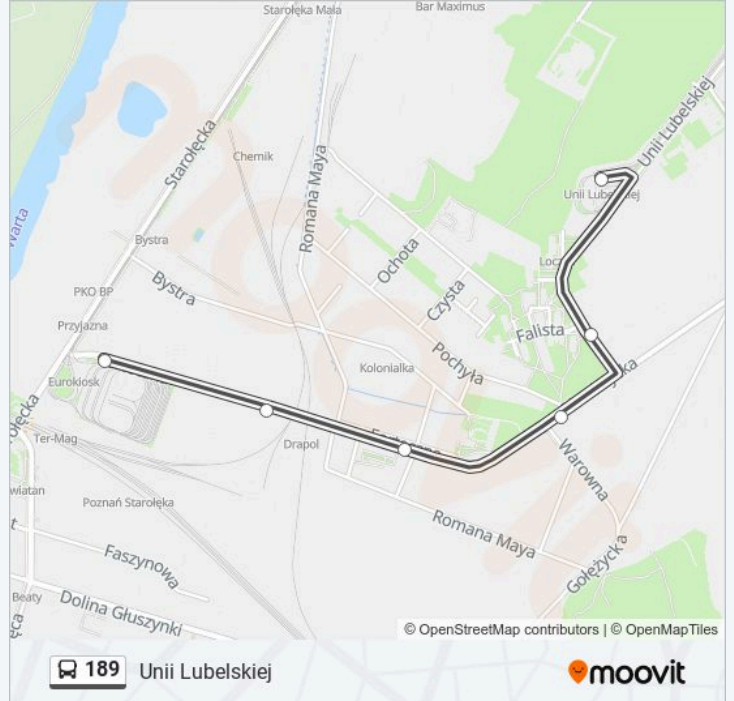 Starołęka Mała
Bar Maximus
Unii Lubelskiej
Starołęcka
Chemik
Romana Maya
Unii Lubelskiej
Warta
Bystra
Ochota
PKO BP
Bystra
Czysta
Przyjazna
Falista
Pochyła
Kolonialka
Eurokiosk
Ter-Mag
Drapol
Warowna
Poznań Starołęka
Romana Maya
Gołężycka
Faszynowa
Beaty
Dolina Głuszynki
© OpenStreetMap contributors | © OpenMapTiles
189 Unii Lubelskiej
moovit